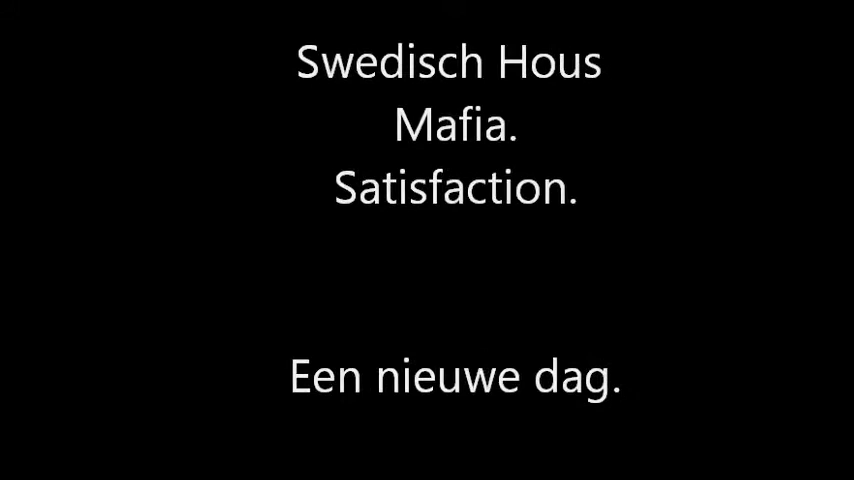 Swedisch Hous
Mafia.
Satisfaction.
Een nieuwe dag.